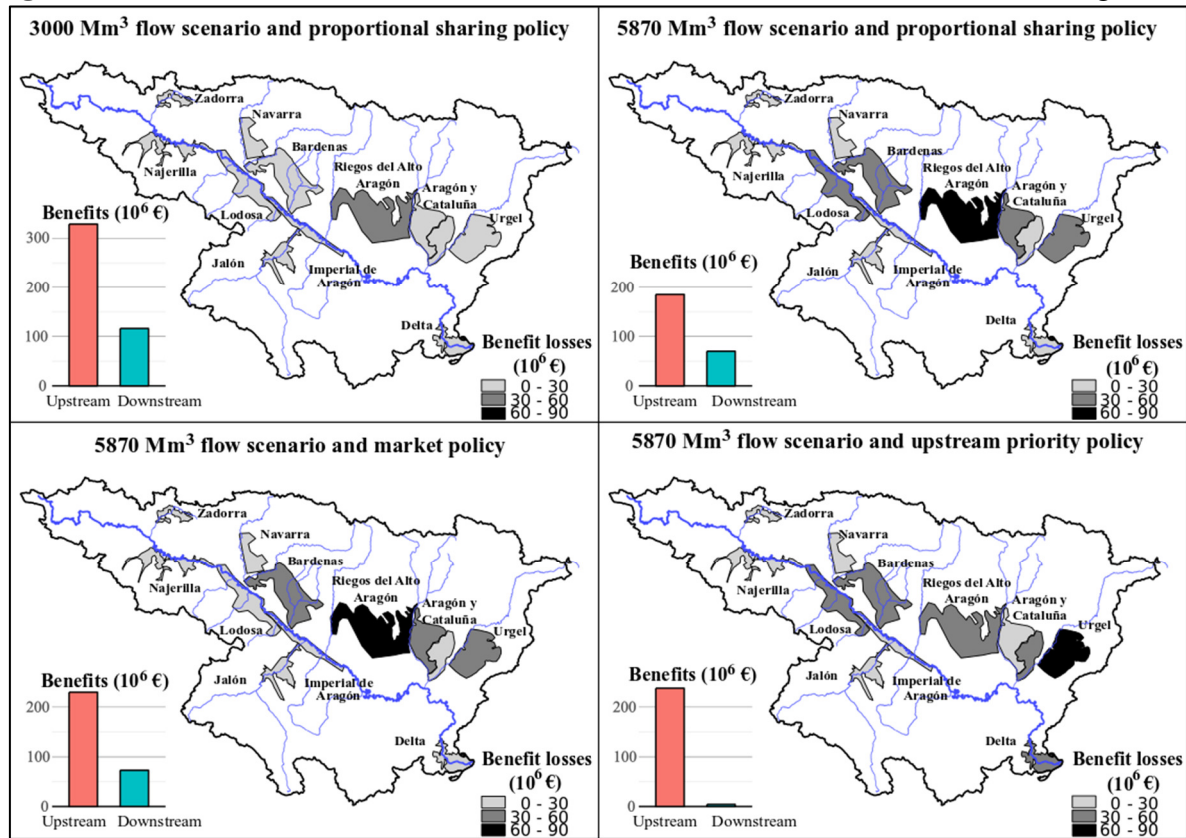 3000 Mm³ flow scenario and proportional sharing policy
Zadorra
Navarra
Bardenas
Najerilla
Riegos del Alto
Aragón
Aragón y
Cataluña
Lodosa
Urgel
Benefits (10⁶ €)
300
200
100
0
Jalón
Imperial de
Aragón
Delta
Benefit losses
(10⁶ €)
0 - 30
30 - 60
60 - 90
Upstream Downstream
5870 Mm³ flow scenario and proportional sharing policy
Zadorra
Navarra
Bardenas
Najerilla
Riegos del Alto
Aragón
Aragón y
Cataluña
Lodosa
Urgel
Benefits (10⁶ €)
200
100
0
Jalón
Imperial de
Aragón
Delta
Benefit losses
(10⁶ €)
0 - 30
30 - 60
60 - 90
Upstream Downstream
5870 Mm³ flow scenario and market policy
Zadorra
Navarra
Bardenas
Najerilla
Riegos del Alto
Aragón
Aragón y
Cataluña
Lodosa
Urgel
Benefits (10⁶ €)
200
100
0
Jalón
Imperial de
Aragón
Delta
Benefit losses
(10⁶ €)
0 - 30
30 - 60
60 - 90
Upstream Downstream
5870 Mm³ flow scenario and upstream priority policy
Zadorra
Navarra
Bardenas
Najerilla
Riegos del Alto
Aragón
Aragón y
Cataluña
Lodosa
Urgel
Benefits (10⁶ €)
200
100
0
Jalón
Imperial de
Aragón
Delta
Benefit losses
(10⁶ €)
0 - 30
30 - 60
60 - 90
Upstream Downstream